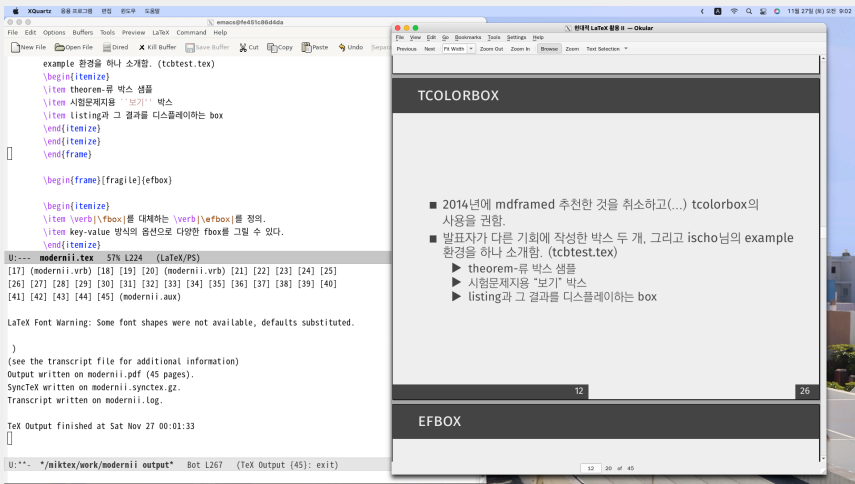 XQuartz 응용 프로그램 편집 윈도우 도움말
A 11월 27일 (토) 오전 9:02
emacs@fe451c86d4da
File Edit Options Buffers Tools Preview LaTeX Command Help
New File Open File Dired Kill Buffer Save Buffer Cut Copy Paste Undo
example 환경을 하나 소개함. (tcbtest.tex)
\begin{itemize}
\item theorem-류 박스 샘플
\item 시험문제지용 ``보기'' 박스
\item listing과 그 결과를 디스플레이하는 box
\end{itemize}
\end{itemize}
\end{frame}
\begin{frame}[fragile]{efbox}
\begin{itemize}
\item \verb|\fbox|를 대체하는 \verb|\efbox|를 정의.
\item key-value 방식의 옵션으로 다양한 fbox를 그릴 수 있다.
\end{itemize}
U:--- modernii.tex 57% L224 (LaTeX/PS)
[17] (modernii.vrb) [18] [19] [20] (modernii.vrb) [21] [22] [23] [24] [25]
[26] [27] [28] [29] [30] [31] [32] [33] [34] [35] [36] [37] [38] [39] [40]
[41] [42] [43] [44] [45] (modernii.aux)
LaTeX Font Warning: Some font shapes were not available, defaults substituted.
)
(see the transcript file for additional information)
Output written on modernii.pdf (45 pages).
SyncTeX written on modernii.synctex.gz.
Transcript written on modernii.log.
TeX Output finished at Sat Nov 27 00:01:33
U:**- */miktex/work/modernii output* Bot L267 (TeX Output {45}: exit)
현대적 LaTeX 활용 II — Okular
File View Edit Go Bookmarks Tools Settings Help
Previous Next Fit Width Zoom Out Zoom In Browse Zoom Text Selection
TCOLORBOX
■ 2014년에 mdframed 추천한 것을 취소하고(...) tcolorbox의
사용을 권함.
■ 발표자가 다른 기회에 작성한 박스 두 개, 그리고 ischo님의 example
환경을 하나 소개함. (tcbtest.tex)
▶ theorem-류 박스 샘플
▶ 시험문제지용 “보기” 박스
▶ listing과 그 결과를 디스플레이하는 box
12 26
EFBOX
12 20 of 45